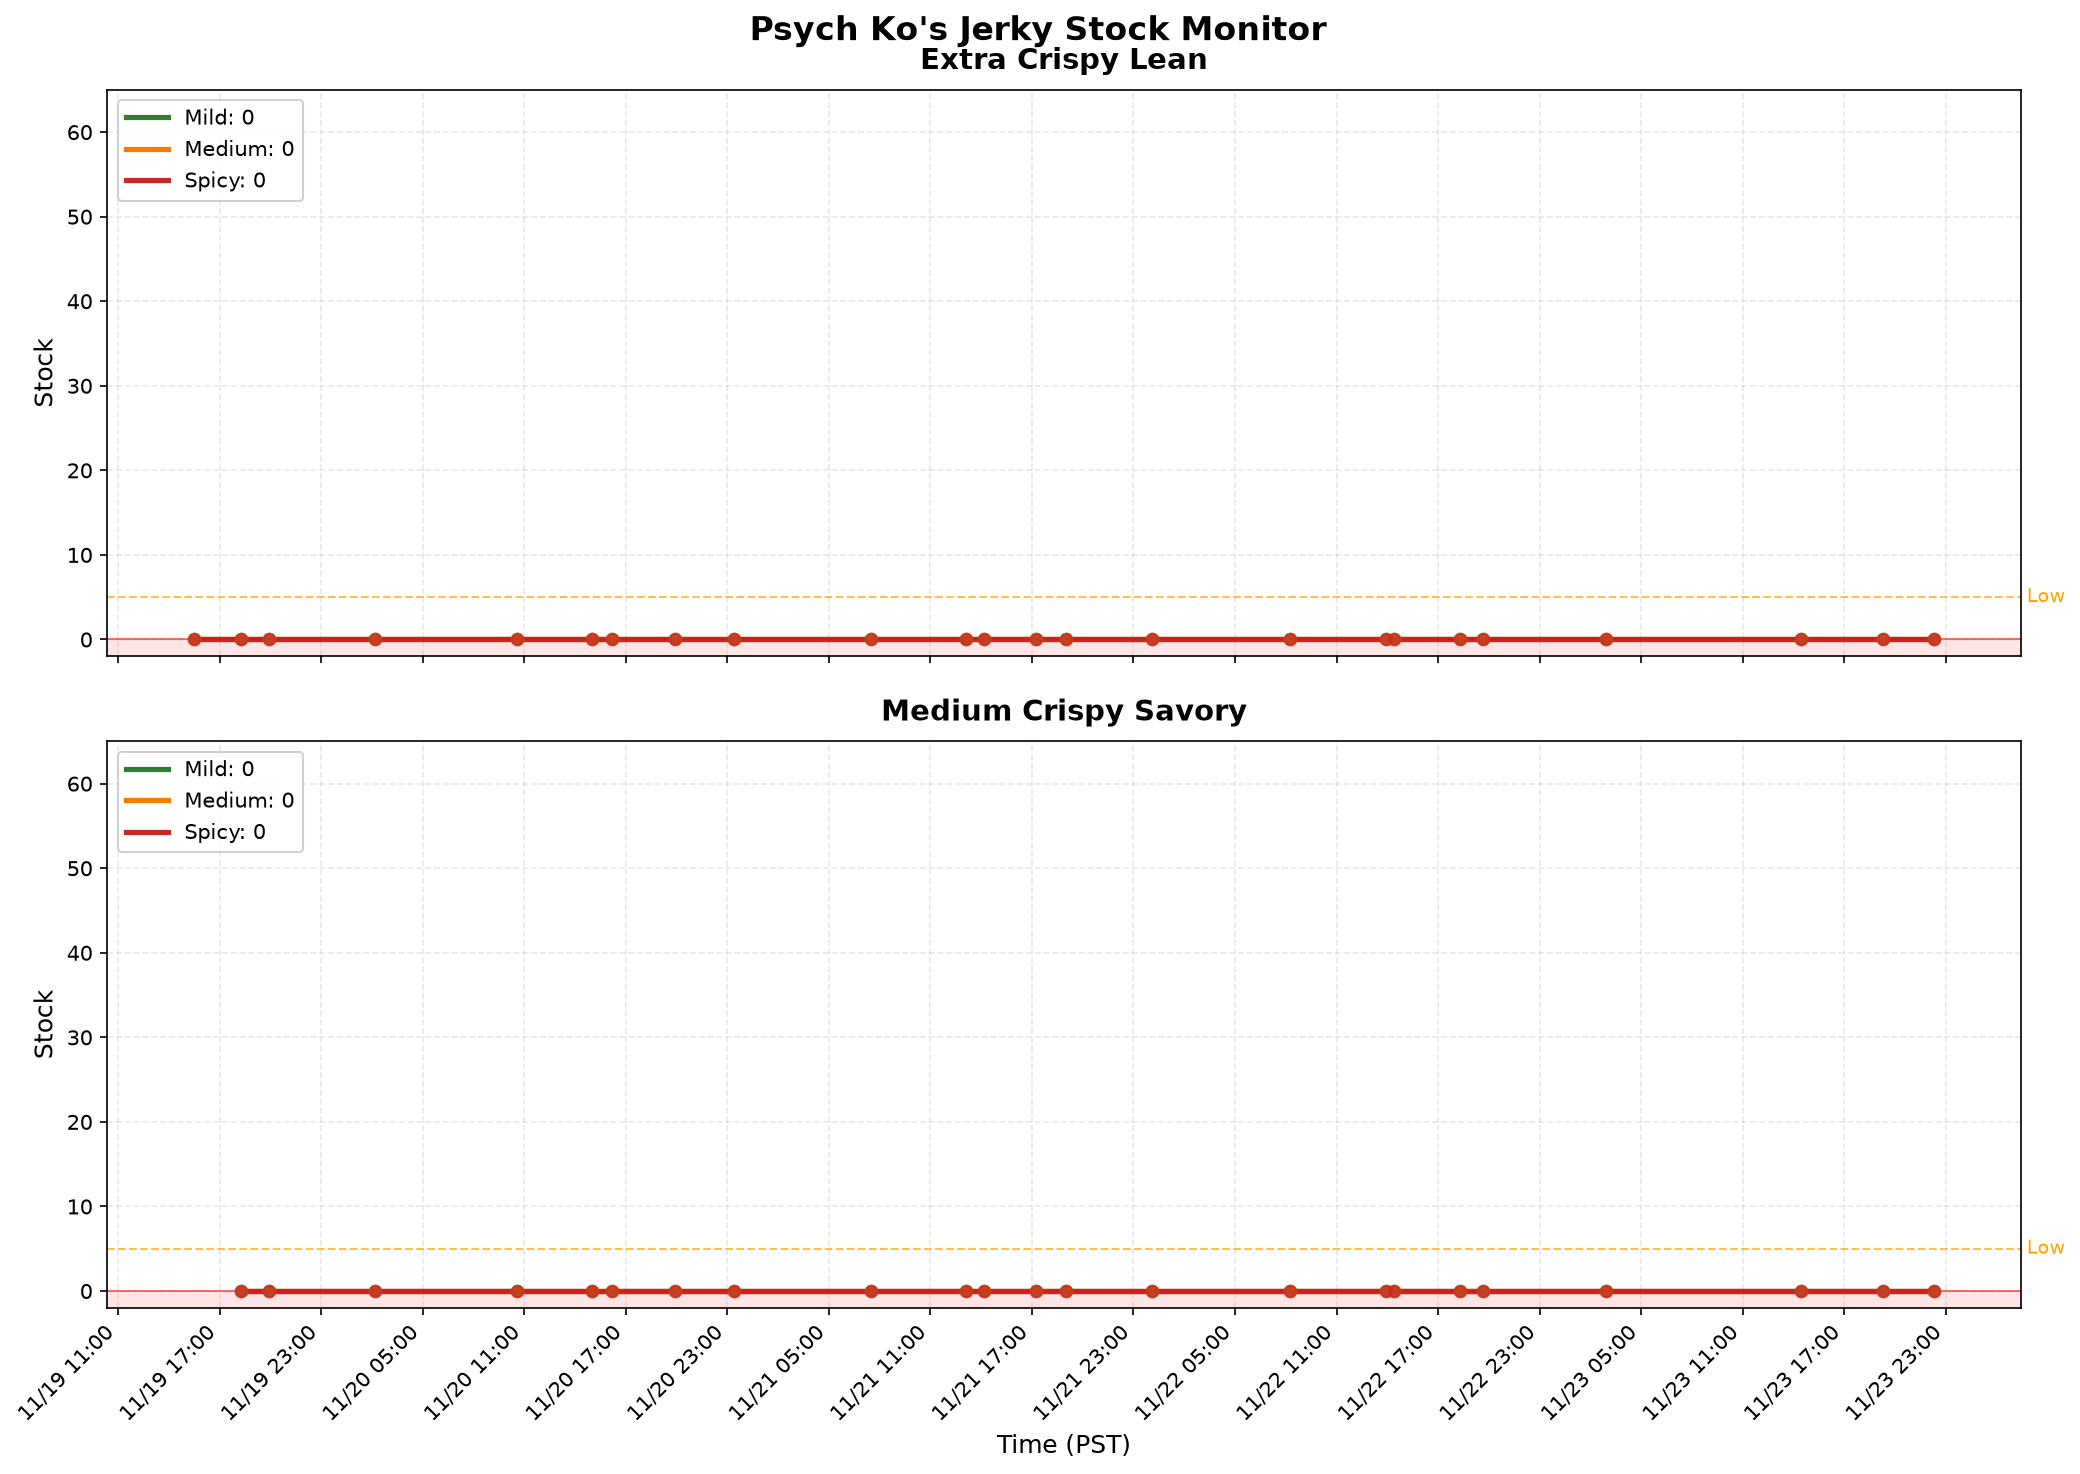 Psych Ko's Jerky Stock Monitor
Extra Crispy Lean
Mild: 0
Medium: 0
Spicy: 0
60
50
40
30
20
10
0
Stock
Low
Medium Crispy Savory
Mild: 0
Medium: 0
Spicy: 0
60
50
40
30
20
10
0
Stock
Low
11/19 11:00
11/19 17:00
11/19 23:00
11/20 05:00
11/20 11:00
11/20 17:00
11/20 23:00
11/21 05:00
11/21 11:00
11/21 17:00
11/21 23:00
11/22 05:00
11/22 11:00
11/22 17:00
11/22 23:00
11/23 05:00
11/23 11:00
11/23 17:00
11/23 23:00
Time (PST)